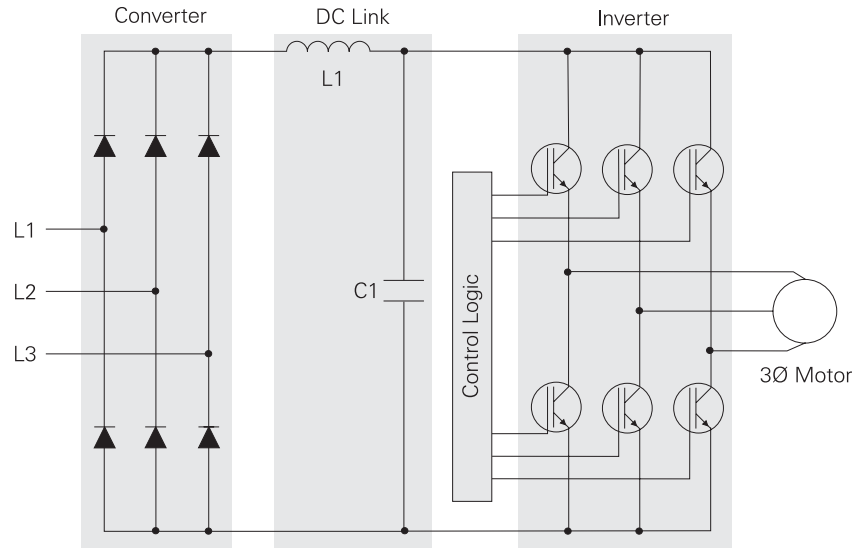 Converter
DC Link
Inverter
L1
L1
L2
C1
L3
Control Logic
3Ø Motor